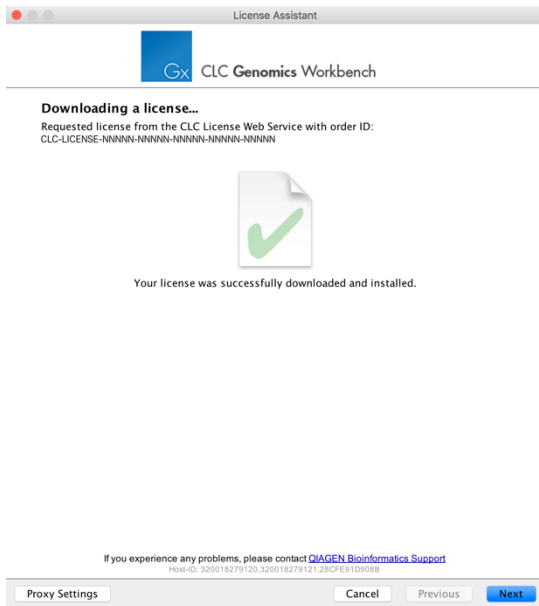 License Assistant
Gx CLC Genomics Workbench
Downloading a license...
Requested license from the CLC License Web Service with order ID:
CLC-LICENSE-NNNNN-NNNNN-NNNNN-NNNNN-NNNNN
Your license was successfully downloaded and installed.
If you experience any problems, please contact QIAGEN Bioinformatics Support
Host-ID: 320018279120,320018279121,28CFE91D908B
Proxy Settings Cancel Previous Next